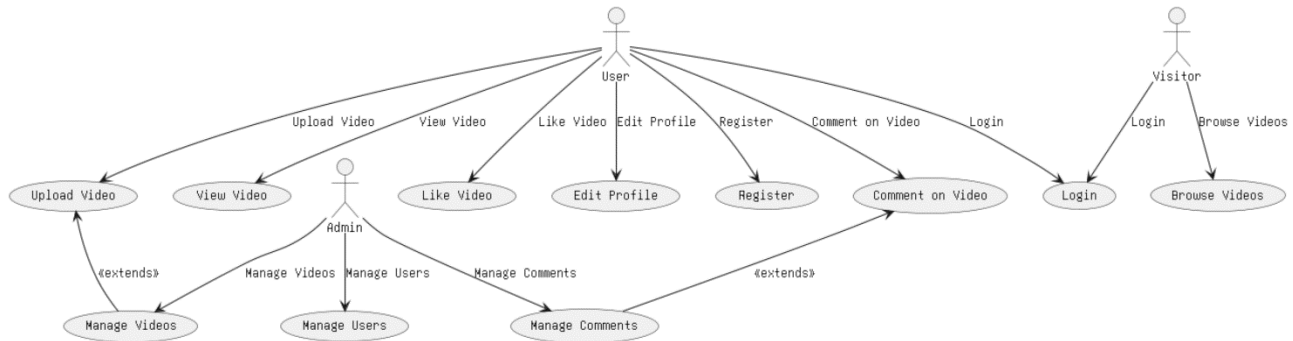 User
Visitor
Upload Video
View Video
Like Video
Edit Profile
Register
Comment on Video
Login
Login
Browse Videos
Upload Video
View Video
Like Video
Edit Profile
Register
Comment on Video
Login
Browse Videos
Admin
«extends»
Manage Videos
Manage Users
Manage Comments
«extends»
Manage Videos
Manage Users
Manage Comments